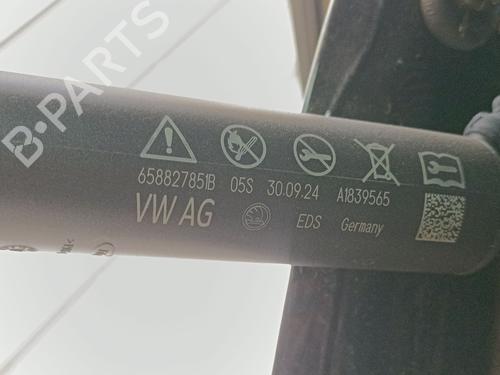 B-PARTS
658827851B 05S 30.09.24 A1839565
VW AG EDS Germany